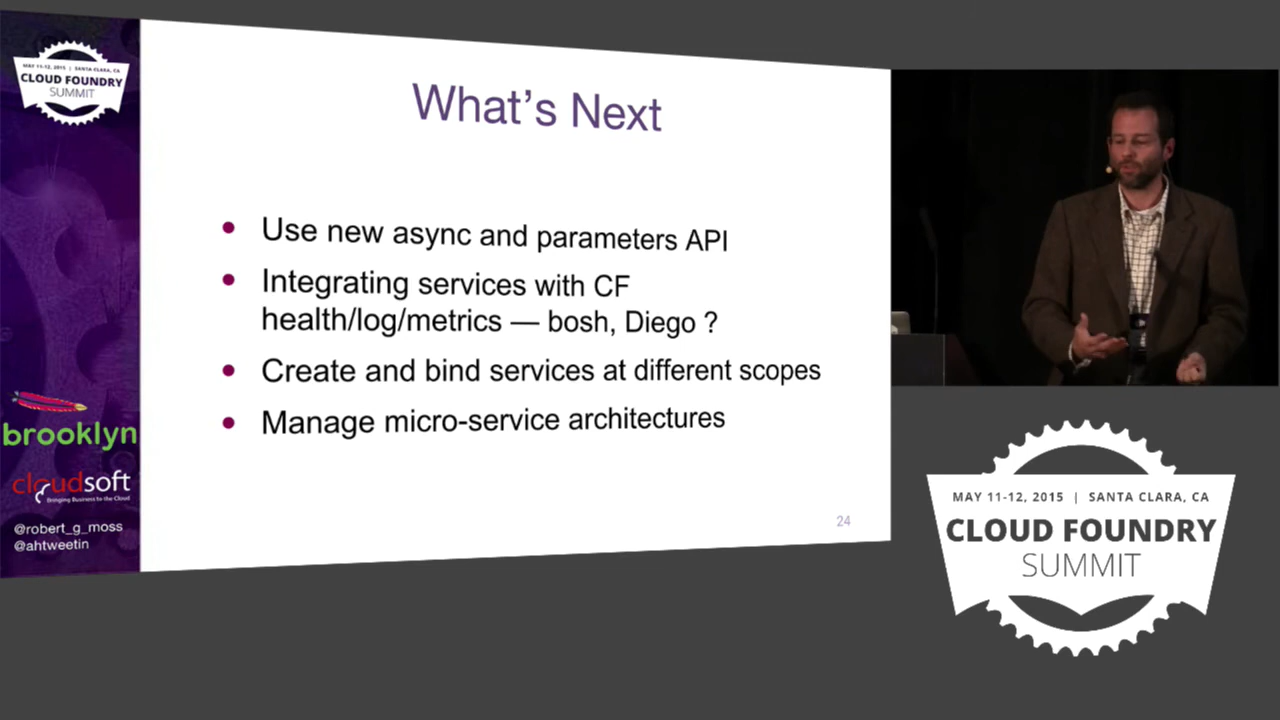 MAY 11-12, 2015 | SANTA CLARA, CA
CLOUD FOUNDRY
SUMMIT
What's Next
• Use new async and parameters API
• Integrating services with CF
health/log/metrics — bosh, Diego ?
• Create and bind services at different scopes
• Manage micro-service architectures
brooklyn
cloudsoft
Bringing Business to the Cloud
@robert_g_moss
@ahtweetin
24
MAY 11-12, 2015 | SANTA CLARA, CA
CLOUD FOUNDRY
SUMMIT